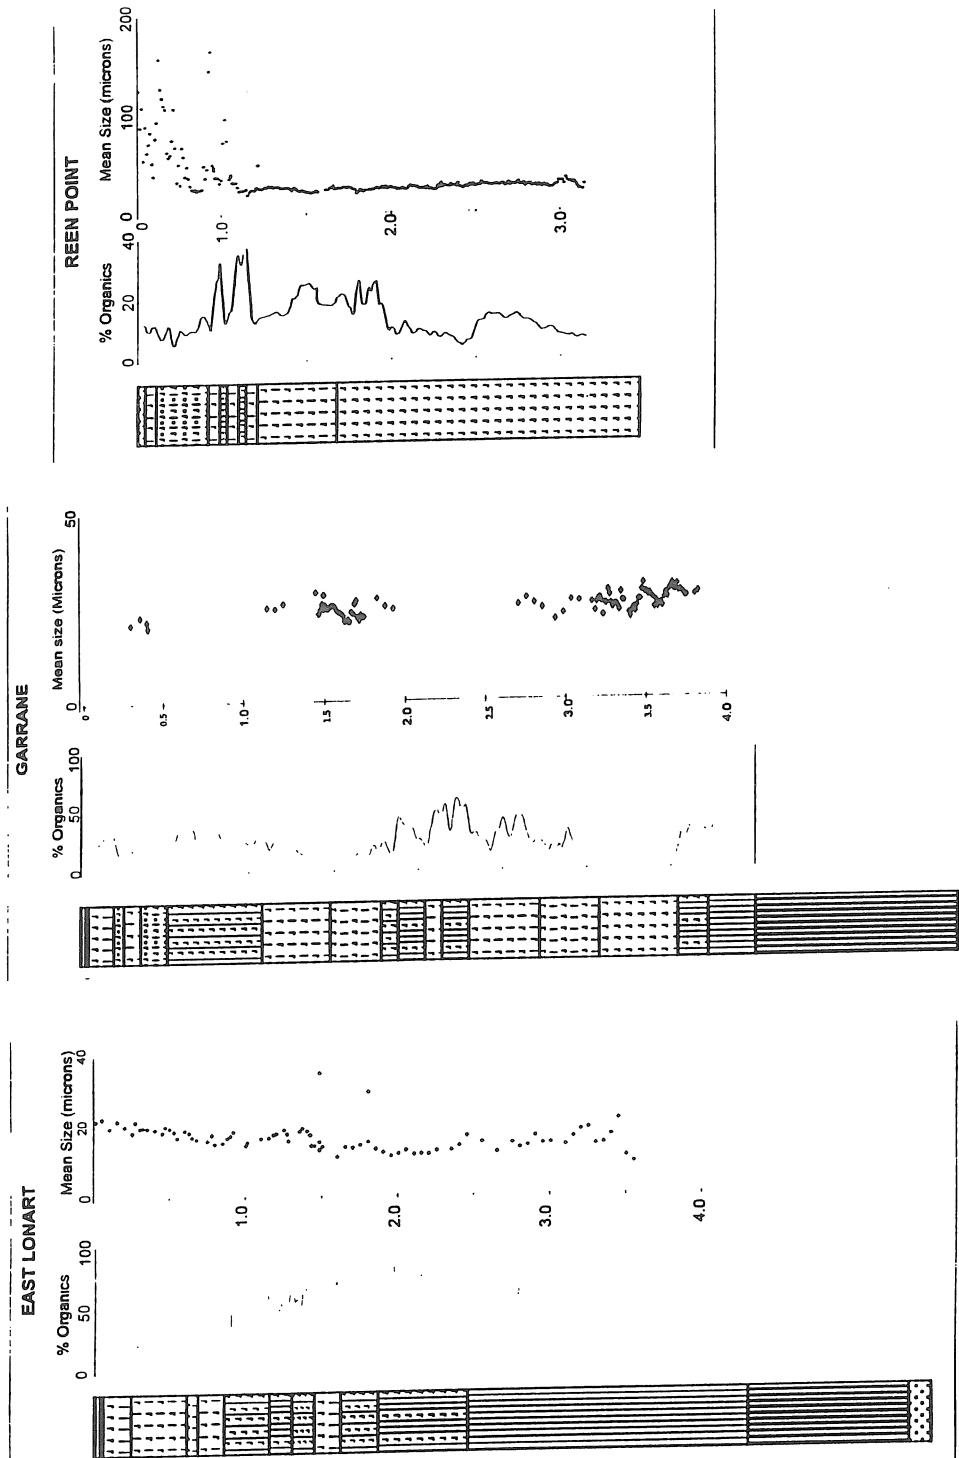 REEN POINT
% Organics
0 20 40
Mean Size (microns)
0 100 200
0
1.0
2.0
3.0
GARRANE
% Organics
0 50 100
Mean size (Microns)
0 50
0
0.5
1.0
1.5
2.0
2.5
3.0
3.5
4.0
EAST LONART
% Organics
0 50 100
Mean Size (microns)
0 20 40
1.0
2.0
3.0
4.0